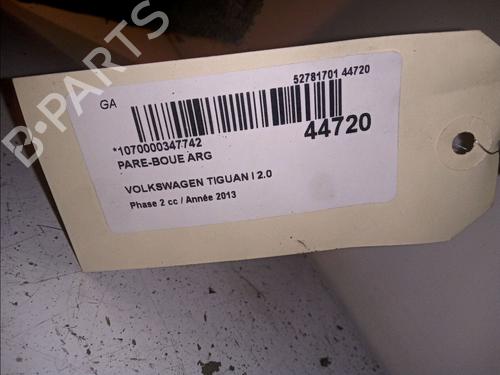 B-PARTS
GA
52781701 44720
*1070000347742
44720
PARE-BOUE ARG
VOLKSWAGEN TIGUAN I 2.0
Phase 2 cc / Année 2013